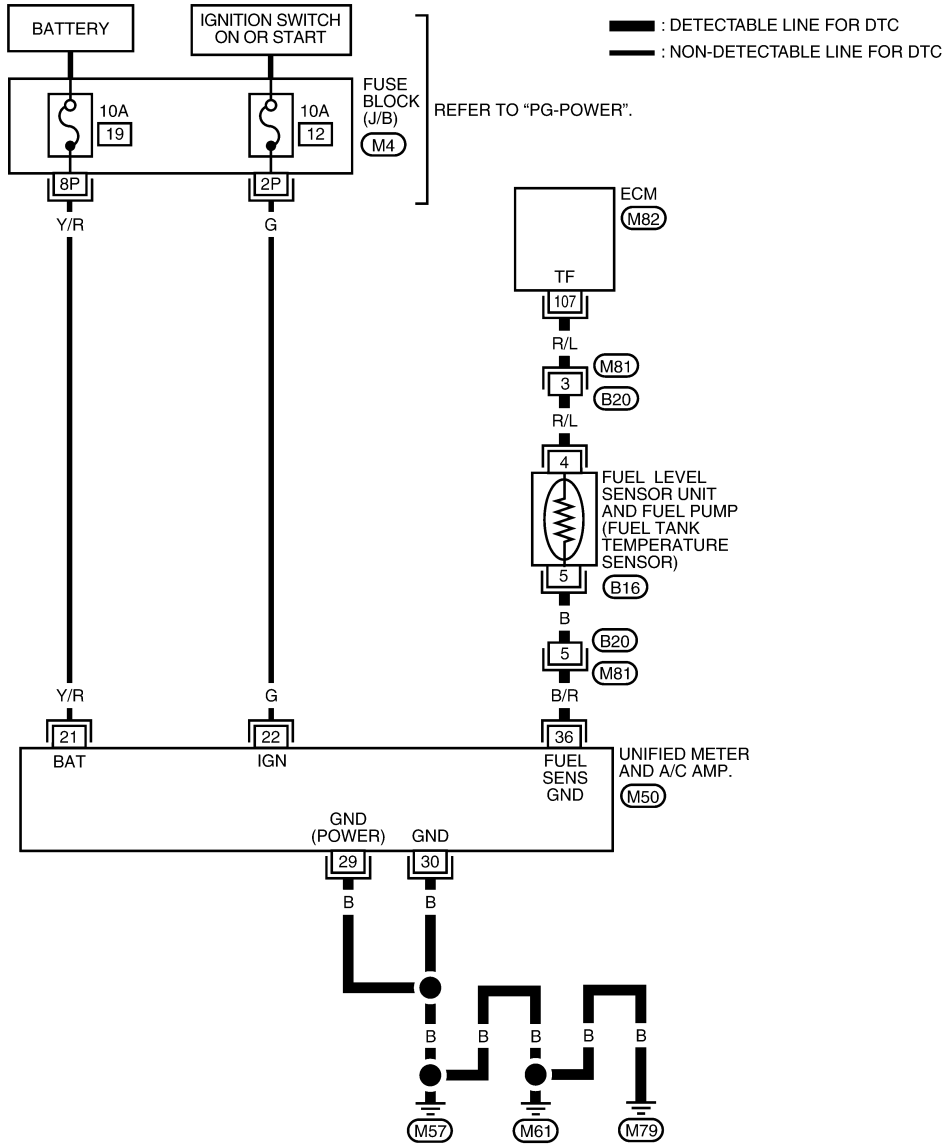 BATTERY
IGNITION SWITCH
ON OR START
: DETECTABLE LINE FOR DTC
: NON-DETECTABLE LINE FOR DTC
10A
19
10A
12
FUSE
BLOCK
(J/B)
M4
REFER TO “PG-POWER”.
8P
2P
Y/R
G
ECM
M82
TF
107
R/L
M81
3
B20
R/L
4
FUEL LEVEL
SENSOR UNIT
AND FUEL PUMP
(FUEL TANK
TEMPERATURE
SENSOR)
5
B16
B
B20
5
M81
Y/R
G
B/R
21
22
36
BAT
IGN
FUEL
SENS
GND
UNIFIED METER
AND A/C AMP.
M50
GND
(POWER)
GND
29
30
B
B
B
B
B
B
B
M57
M61
M79